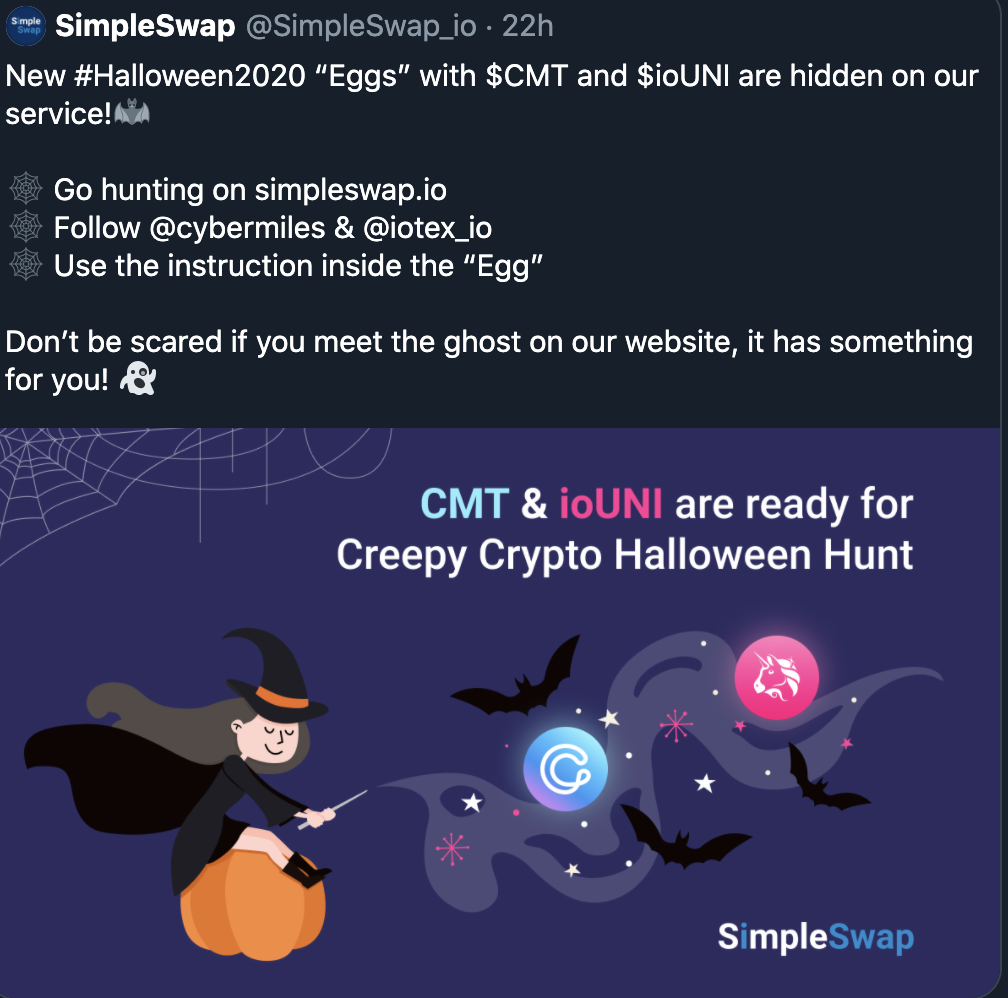 Simple
Swap
SimpleSwap @SimpleSwap_io · 22h
New #Halloween2020 “Eggs” with $CMT and $ioUNI are hidden on our
service!🦇
🕸 Go hunting on simpleswap.io
🕸 Follow @cybermiles & @iotex_io
🕸 Use the instruction inside the “Egg”
Don’t be scared if you meet the ghost on our website, it has something
for you! 👻
CMT & ioUNI are ready for
Creepy Crypto Halloween Hunt
SimpleSwap